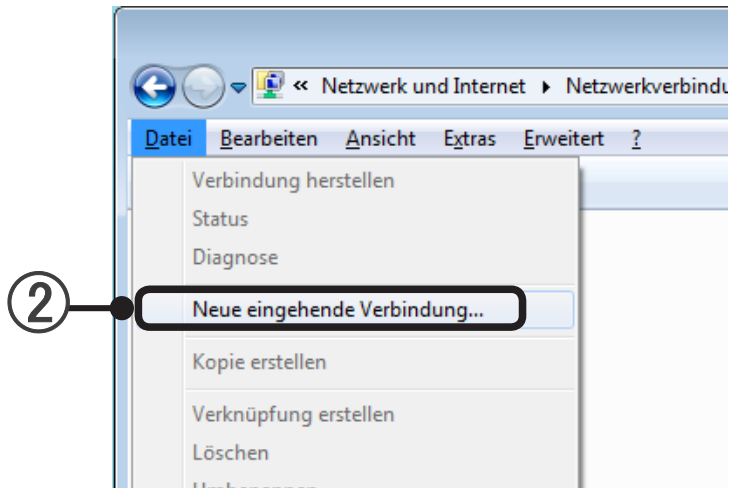 « Netzwerk und Internet ▸
Datei Bearbeiten Ansicht Extras Erweitert ?
Verbindung herstellen
Status
Diagnose
2 Neue eingehende Verbindung...
Kopie erstellen
Verknüpfung erstellen
Löschen